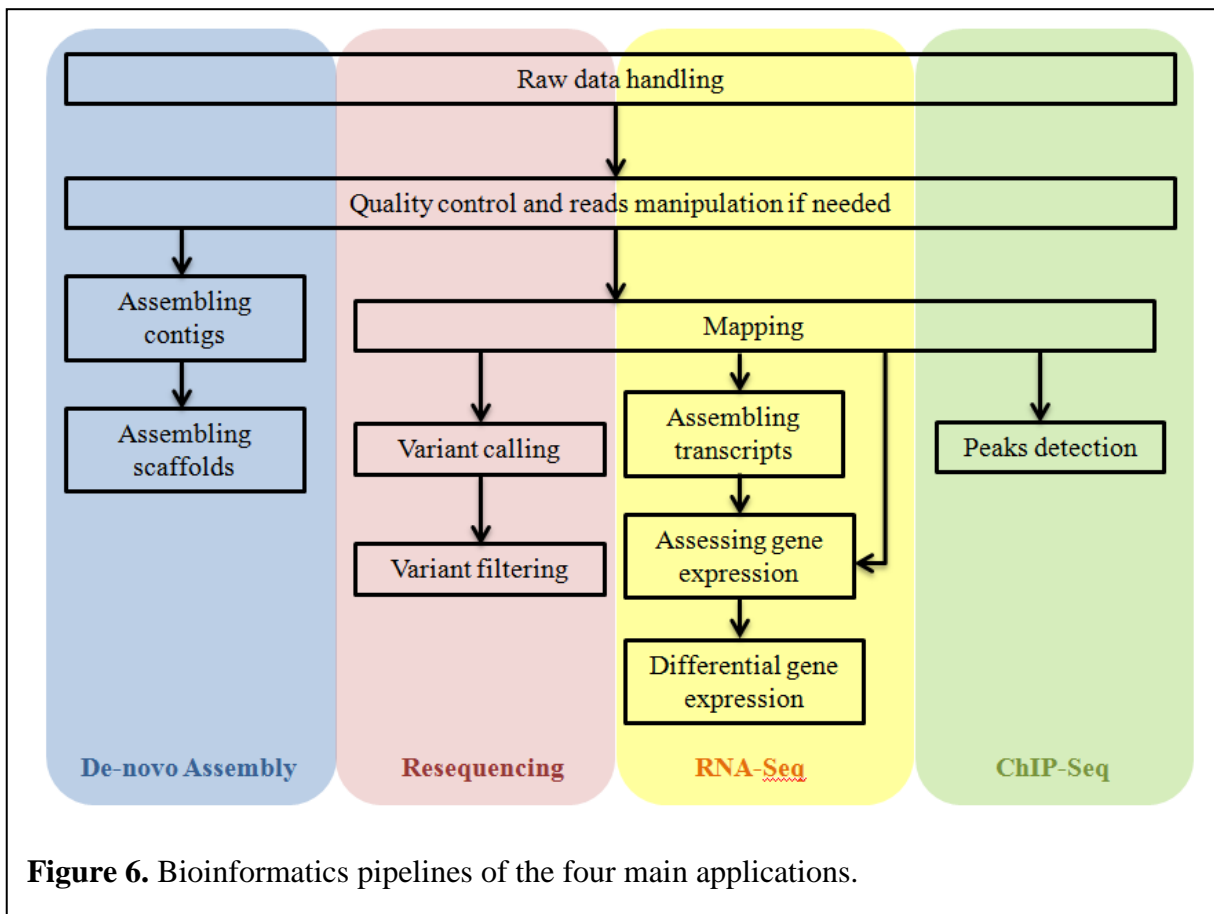 Raw data handling
Quality control and reads manipulation if needed
Assembling
contigs
Mapping
Assembling
scaffolds
Variant calling
Assembling
transcripts
Peaks detection
Variant filtering
Assessing gene
expression
Differential gene
expression
De-novo Assembly
Resequencing
RNA-Seq
ChIP-Seq
Figure 6. Bioinformatics pipelines of the four main applications.